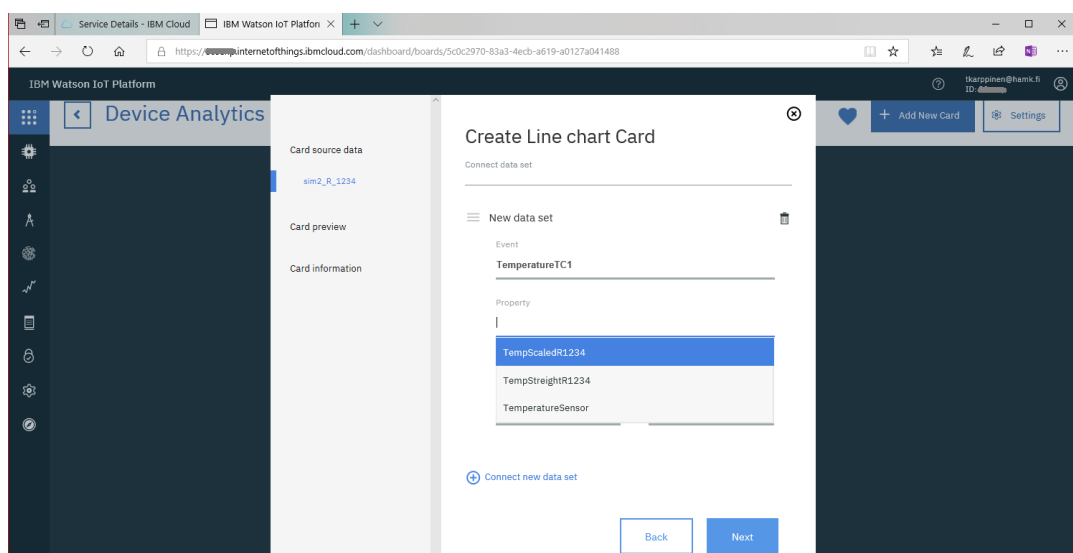 Service Details - IBM Cloud
IBM Watson IoT Platforr
https:// .internetofthings.ibmcloud.com/dashboard/boards/5c0c2970-83a3-4ecb-a619-a0127a041488
IBM Watson IoT Platform
tkarppinen@hamk.fi
ID:
Device Analytics
Add New Card
Settings
Card source data
sim2_R_1234
Card preview
Card information
Create Line chart Card
Connect data set
New data set
Event
TemperatureTC1
Property
TempScaledR1234
TempStreightR1234
TemperatureSensor
Connect new data set
Back
Next